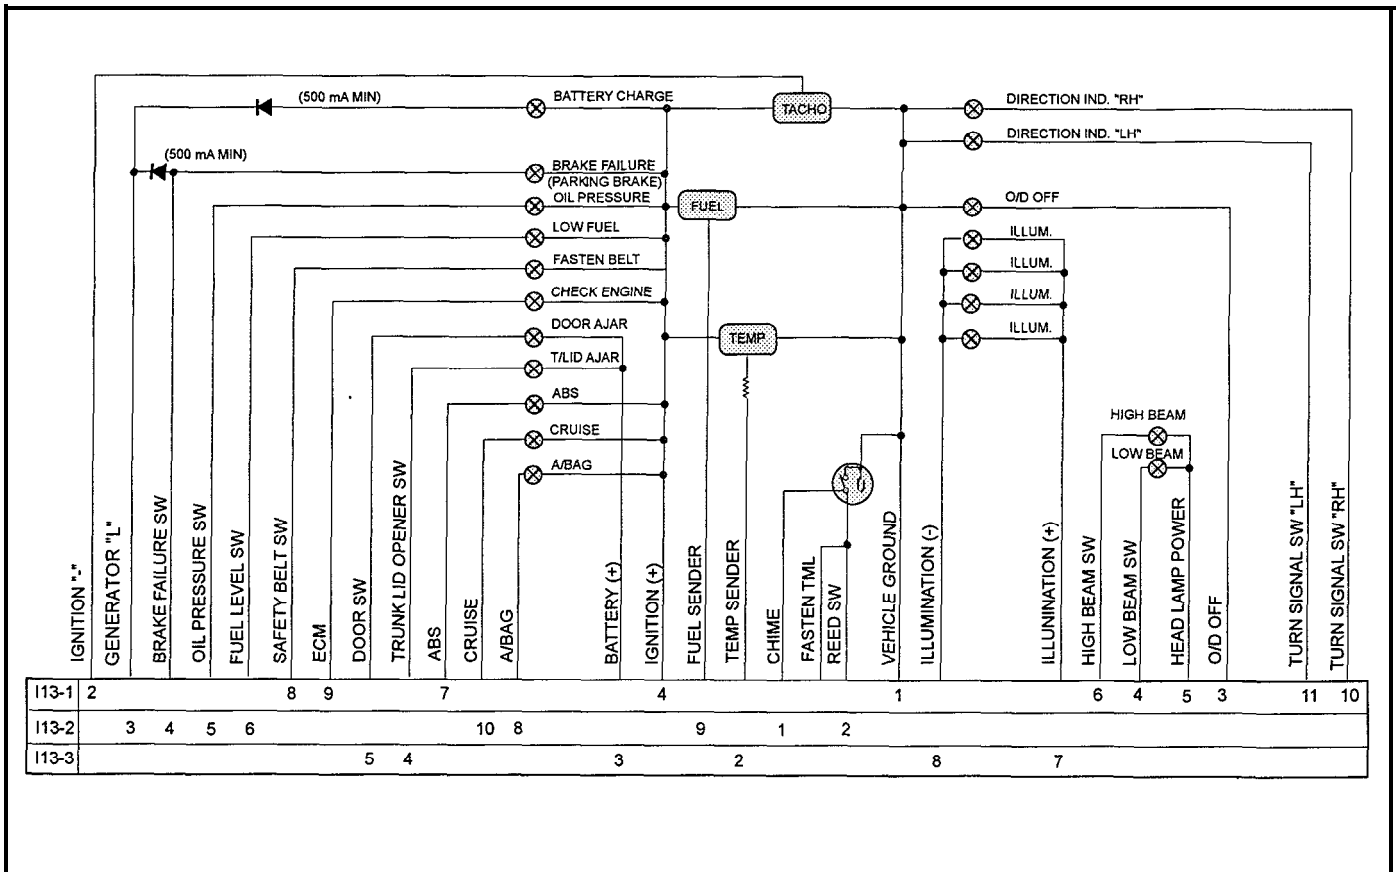 (500 mA MIN)
BATTERY CHARGE
TACHO
DIRECTION IND. "RH"
DIRECTION IND. "LH"
(500 mA MIN)
BRAKE FAILURE
(PARKING BRAKE)
OIL PRESSURE
FUEL
O/D OFF
LOW FUEL
ILLUM.
FASTEN BELT
ILLUM.
CHECK ENGINE
ILLUM.
DOOR AJAR
TEMP
ILLUM.
T/LID AJAR
ABS
HIGH BEAM
CRUISE
LOW BEAM
A/BAG
IGNITION "-"
GENERATOR "L"
BRAKE FAILURE SW
OIL PRESSURE SW
FUEL LEVEL SW
SAFETY BELT SW
ECM
DOOR SW
TRUNK LID OPENER SW
ABS
CRUISE
A/BAG
BATTERY (+)
IGNITION (+)
FUEL SENDER
TEMP SENDER
CHIME
FASTEN TML
REED SW
VEHICLE GROUND
ILLUMINATION (-)
ILLUNINATION (+)
HIGH BEAM SW
LOW BEAM SW
HEAD LAMP POWER
O/D OFF
TURN SIGNAL SW "LH"
TURN SIGNAL SW "RH"
I13-1 2 8 9 7 4 1 6 4 5 3 11 10
I13-2 3 4 5 6 10 8 9 1 2
I13-3 5 4 3 2 8 7